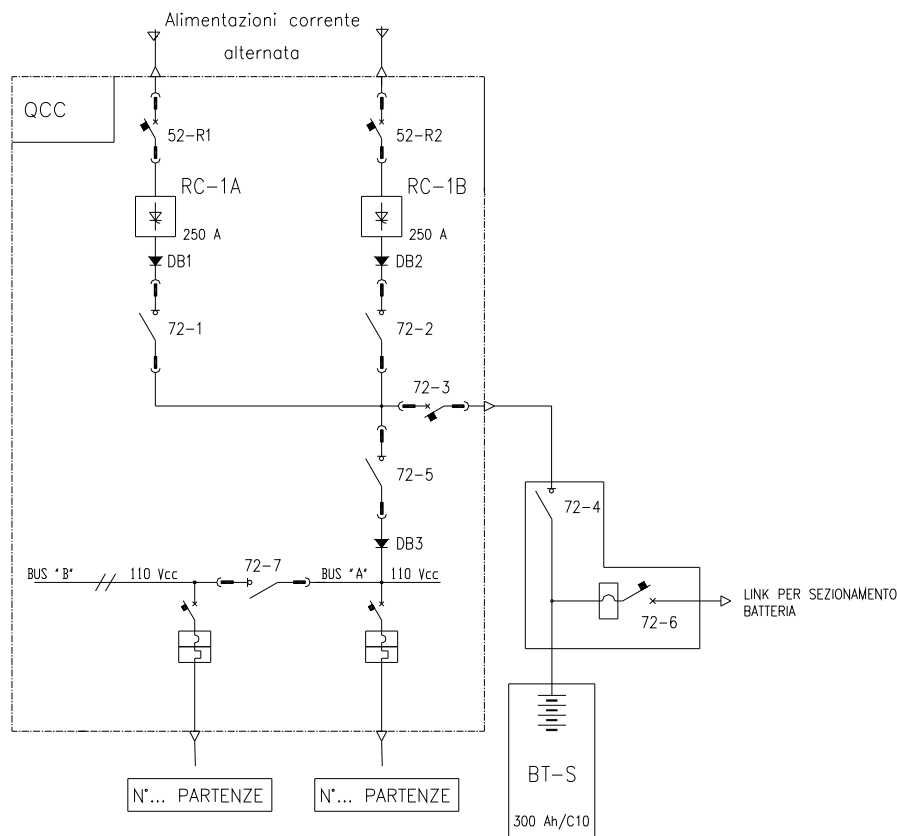 Alimentazioni corrente
alternata
QCC
52-R1
52-R2
RC-1A
RC-1B
250 A
250 A
DB1
DB2
72-1
72-2
72-3
72-5
72-4
DB3
72-7
BUS "B"
110 Vcc
BUS "A"
110 Vcc
LINK PER SEZIONAMENTO
BATTERIA
72-6
BT-S
N°... PARTENZE
N°... PARTENZE
300 Ah/C10